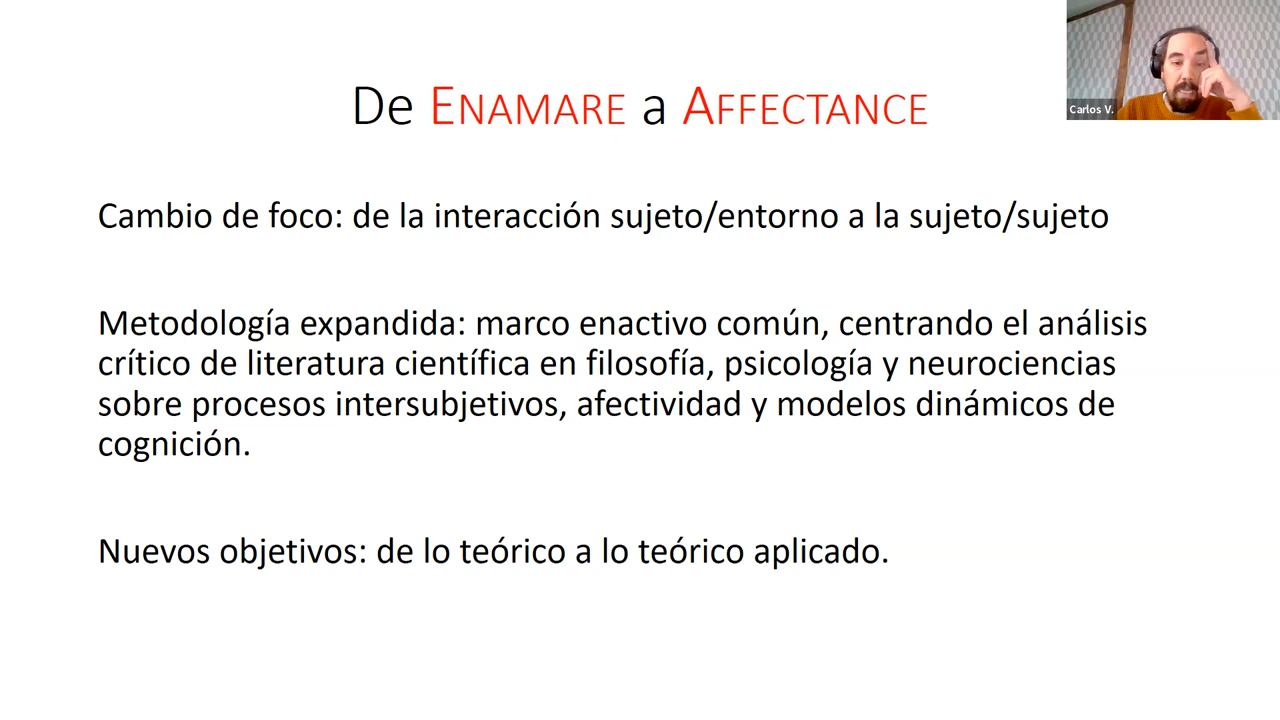 De ENAMARE a AFFECTANCE
Carlos V.
Cambio de foco: de la interacción sujeto/entorno a la sujeto/sujeto
Metodología expandida: marco enactivo común, centrando el análisis
crítico de literatura científica en filosofía, psicología y neurociencias
sobre procesos intersubjetivos, afectividad y modelos dinámicos de
cognición.
Nuevos objetivos: de lo teórico a lo teórico aplicado.